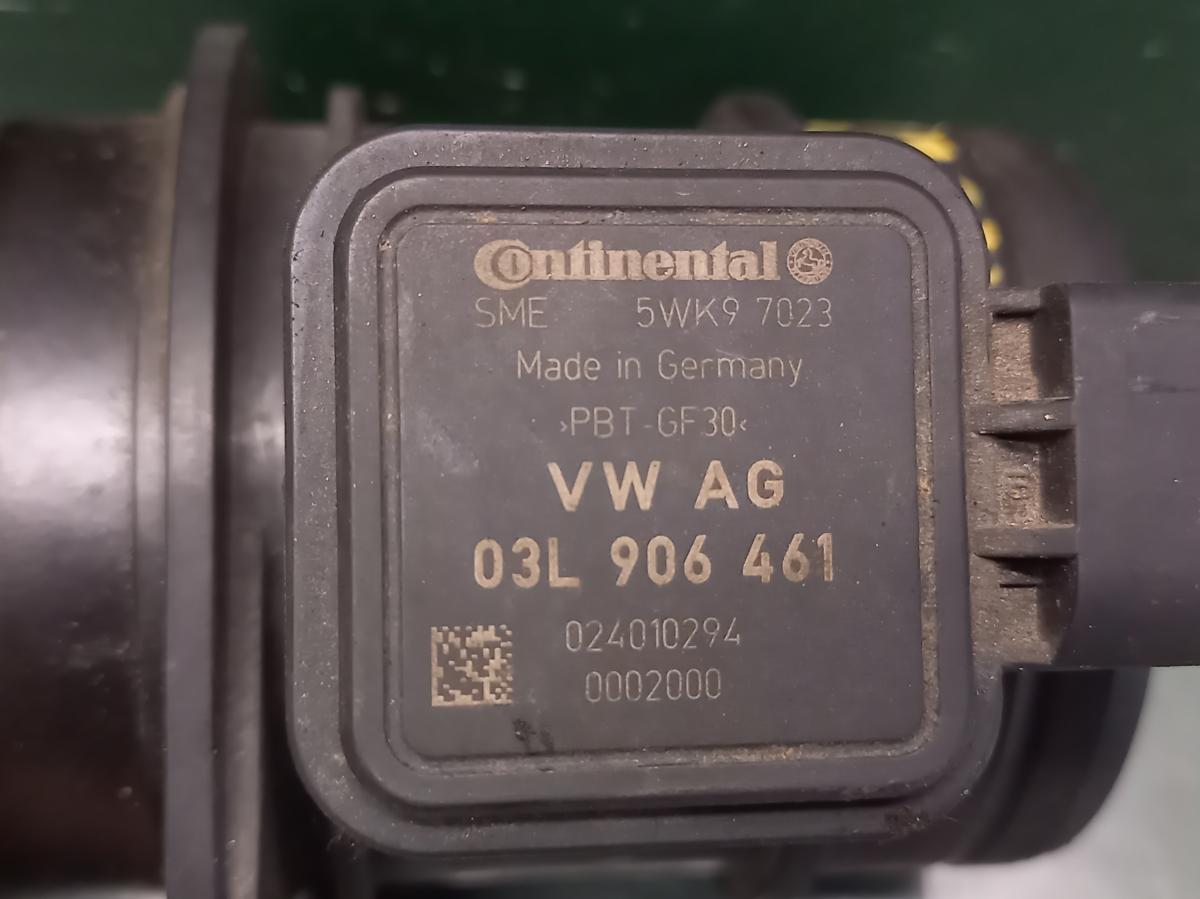 Continental
SME 5WK9 7023
Made in Germany
›PBT-GF30‹
VW AG
03L 906 461
024010294
0002000